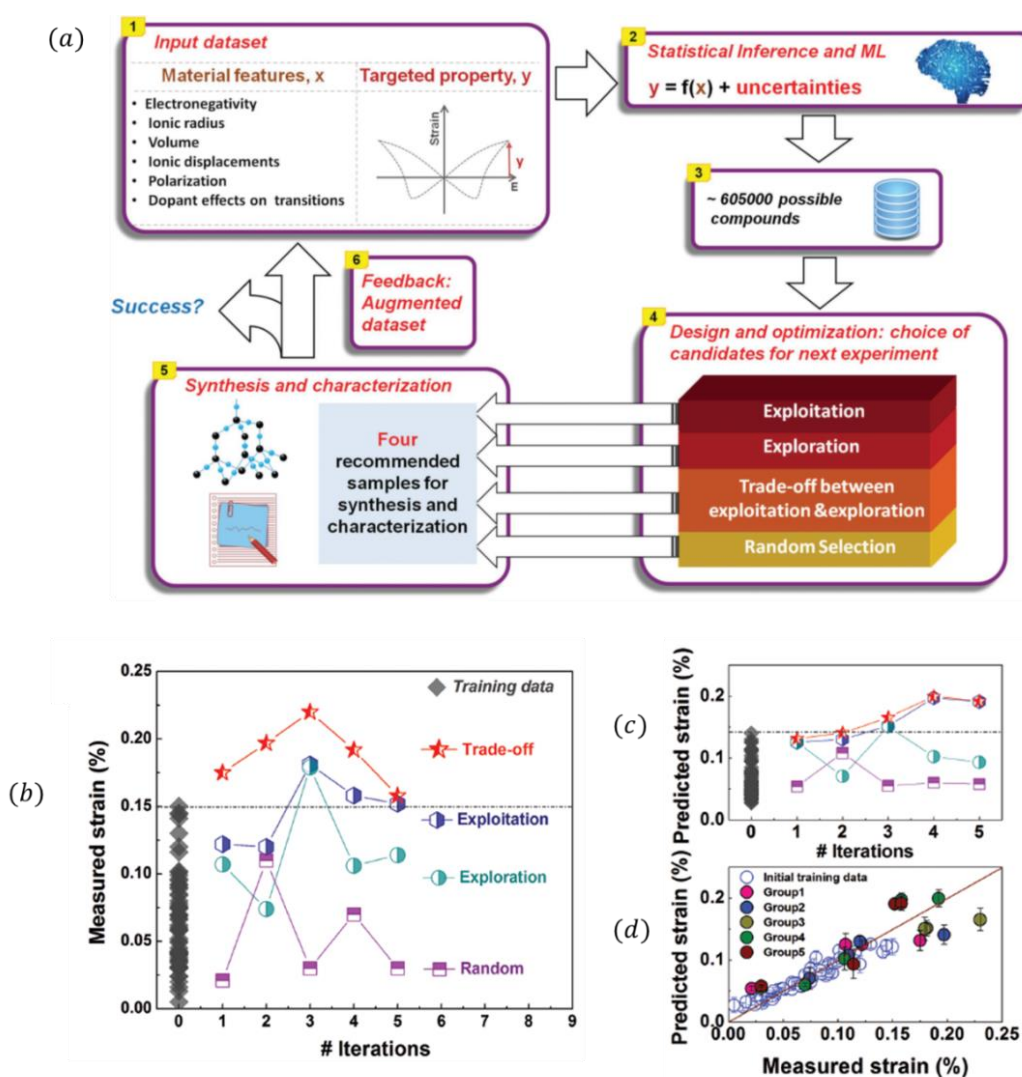 (a)
1
Input dataset
Material features, x
Targeted property, y
• Electronegativity
• Ionic radius
• Volume
• Ionic displacements
• Polarization
• Dopant effects on transitions
Strain
y
2
Statistical Inference and ML
y = f(x) + uncertainties
3
~ 605000 possible
compounds
4
Design and optimization: choice of
candidates for next experiment
Exploitation
Exploration
Trade-off between
exploitation &exploration
Random Selection
5
Synthesis and characterization
Four
recommended
samples for
synthesis and
characterization
6
Feedback:
Augmented
dataset
Success?
(b)
Measured strain (%)
0.25
0.20
0.15
0.10
0.05
0.00
Training data
Trade-off
Exploitation
Exploration
Random
0 1 2 3 4 5 6 7 8 9
# Iterations
(c)
Predicted strain (%)
0.2
0.1
0.0
0 1 2 3 4 5
# Iterations
(d)
Predicted strain (%)
0.2
0.1
0.0
Initial training data
Group1
Group2
Group3
Group4
Group5
0.00 0.05 0.10 0.15 0.20 0.25
Measured strain (%)